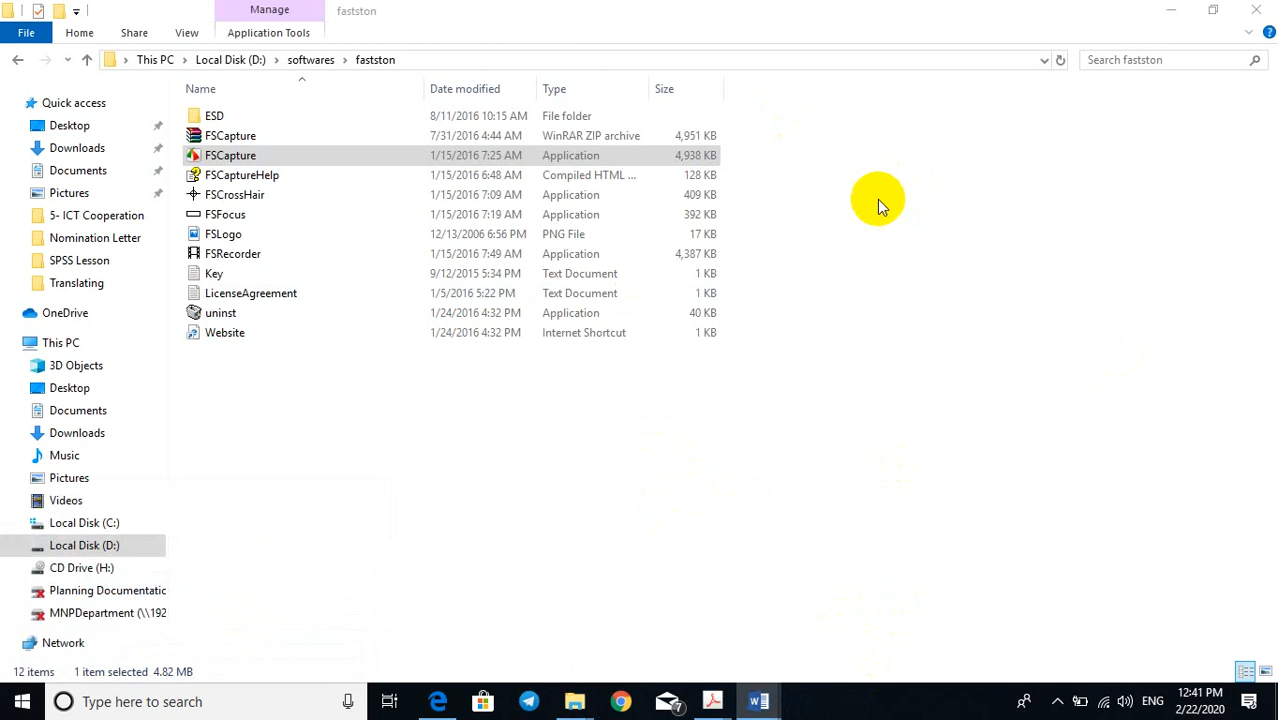 Manage
fastston
File
Home
Share
View
Application Tools
This PC
Local Disk (D:)
softwares
fastston
Search fastston
Name
Date modified
Type
Size
ESD 8/11/2016 10:15 AM File folder
FSCapture 7/31/2016 4:44 AM WinRAR ZIP archive 4,951 KB
FSCapture 1/15/2016 7:25 AM Application 4,938 KB
FSCaptureHelp 1/15/2016 6:48 AM Compiled HTML ... 128 KB
FSCrossHair 1/15/2016 7:09 AM Application 409 KB
FSFocus 1/15/2016 7:19 AM Application 392 KB
FSLogo 12/13/2006 6:56 PM PNG File 17 KB
FSRecorder 1/15/2016 7:49 AM Application 4,387 KB
Key 9/12/2015 5:34 PM Text Document 1 KB
LicenseAgreement 1/5/2016 5:22 PM Text Document 1 KB
uninst 1/24/2016 4:32 PM Application 40 KB
Website 1/24/2016 4:32 PM Internet Shortcut 1 KB
Quick access
Desktop
Downloads
Documents
Pictures
5- ICT Cooperation
Nomination Letter
SPSS Lesson
Translating
OneDrive
This PC
3D Objects
Desktop
Documents
Downloads
Music
Pictures
Videos
Local Disk (C:)
Local Disk (D:)
CD Drive (H:)
Planning Documentatic
MNPDepartment (\\192
Network
12 items
1 item selected 4.82 MB
Type here to search
7
ENG
12:41 PM
2/22/2020